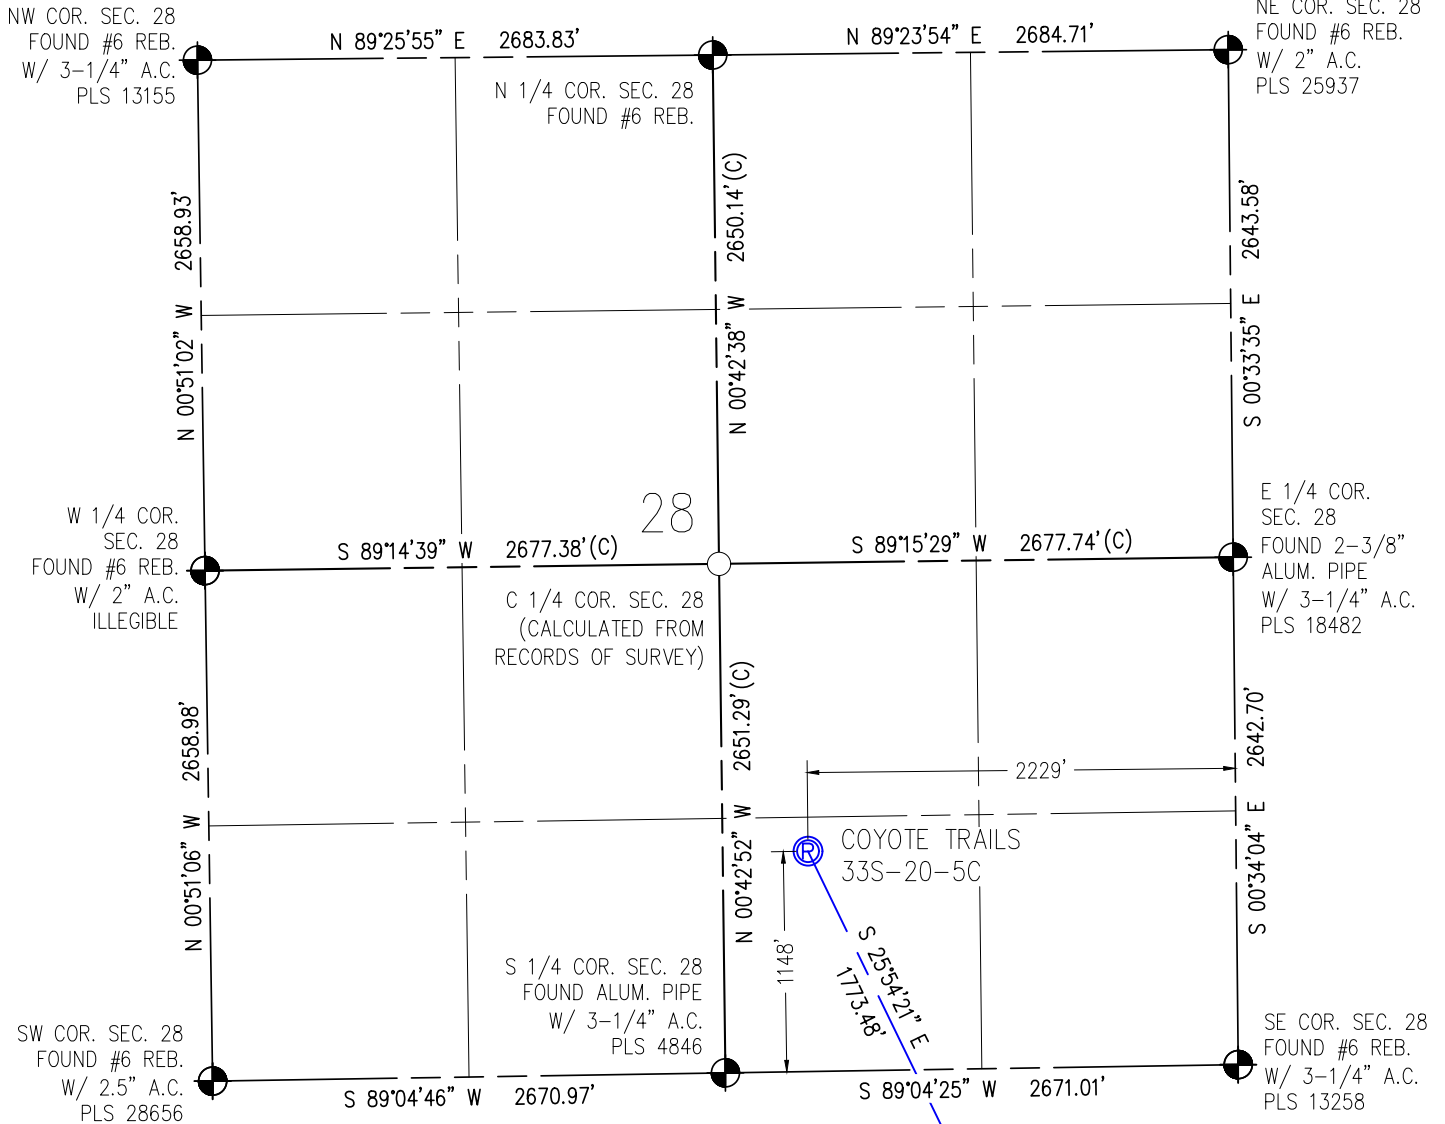 NW COR. SEC. 28
FOUND #6 REB.
W/ 3-1/4" A.C.
PLS 13155
N 89°25'55" E 2683.83'
N 1/4 COR. SEC. 28
FOUND #6 REB.
N 89°23'54" E 2684.71'
NE COR. SEC. 28
FOUND #6 REB.
W/ 2" A.C.
PLS 25937
N 00°51'02" W 2658.93'
N 00°42'38" W 2650.14'(C)
S 00°33'35" E 2643.58'
28
W 1/4 COR.
SEC. 28
FOUND #6 REB.
W/ 2" A.C.
ILLEGIBLE
S 89°14'39" W 2677.38'(C)
S 89°15'29" W 2677.74'(C)
E 1/4 COR.
SEC. 28
FOUND 2-3/8"
ALUM. PIPE
W/ 3-1/4" A.C.
PLS 18482
C 1/4 COR. SEC. 28
(CALCULATED FROM
RECORDS OF SURVEY)
N 00°51'06" W 2658.98'
N 00°42'52" W 2651.29'(C)
S 00°34'04" E 2642.70'
2229'
R
COYOTE TRAILS
33S-20-5C
1148'
S 25°54'21" E
1773.48'
S 1/4 COR. SEC. 28
FOUND ALUM. PIPE
W/ 3-1/4" A.C.
PLS 4846
SW COR. SEC. 28
FOUND #6 REB.
W/ 2.5" A.C.
PLS 28656
S 89°04'46" W 2670.97'
S 89°04'25" W 2671.01'
SE COR. SEC. 28
FOUND #6 REB.
W/ 3-1/4" A.C.
PLS 13258